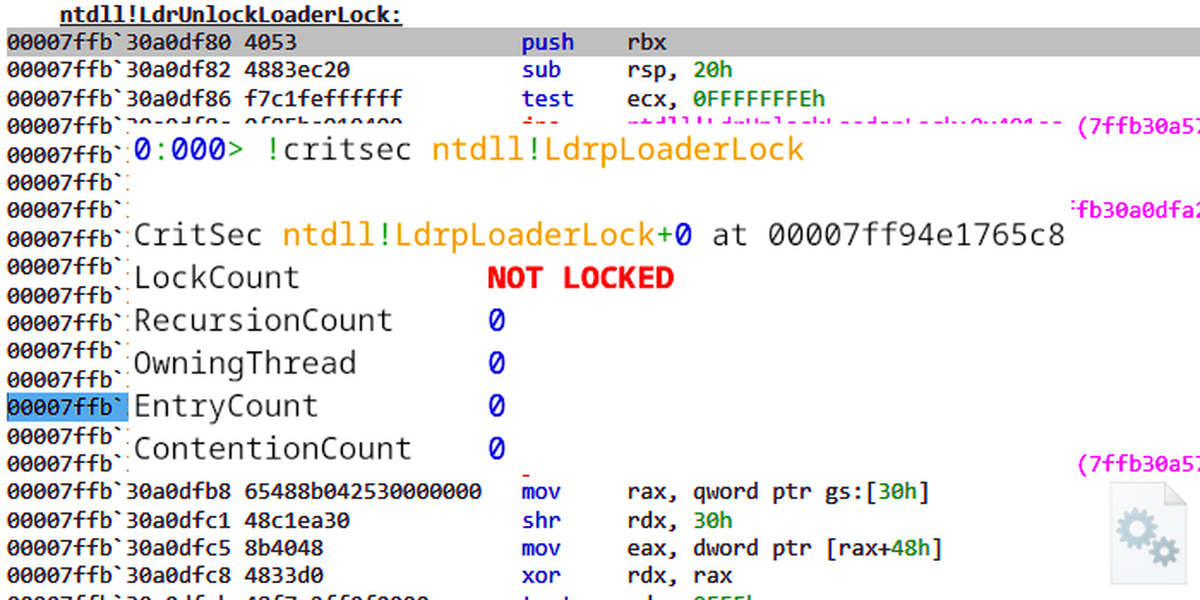 ntdll!LdrUnlockLoaderLock:
00007ffb`30a0df80 4053 push rbx
00007ffb`30a0df82 4883ec20 sub rsp, 20h
00007ffb`30a0df86 f7c1feffffff test ecx, 0FFFFFFFEh
00007ffb` (7ffb30a57
00007ffb` 0:000> !critsec ntdll!LdrpLoaderLock
00007ffb`
00007ffb` ffb30a0dfa2
00007ffb` CritSec ntdll!LdrpLoaderLock+0 at 00007ff94e1765c8
00007ffb` LockCount NOT LOCKED
00007ffb`
00007ffb` RecursionCount 0
00007ffb`
00007ffb` OwningThread 0
00007ffb` EntryCount 0
00007ffb` ContentionCount 0
00007ffb` (7ffb30a57
00007ffb`30a0dfb8 65488b042530000000 mov rax, qword ptr gs:[30h]
00007ffb`30a0dfc1 48c1ea30 shr rdx, 30h
00007ffb`30a0dfc5 8b4048 mov eax, dword ptr [rax+48h]
00007ffb`30a0dfc8 4833d0 xor rdx, rax